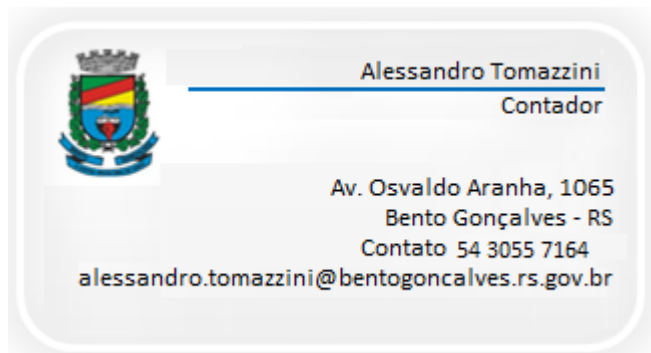 Alessandro Tomazzini
Contador
Av. Osvaldo Aranha, 1065
Bento Gonçalves - RS
Contato 54 3055 7164
alessandro.tomazzini@bentogoncalves.rs.gov.br